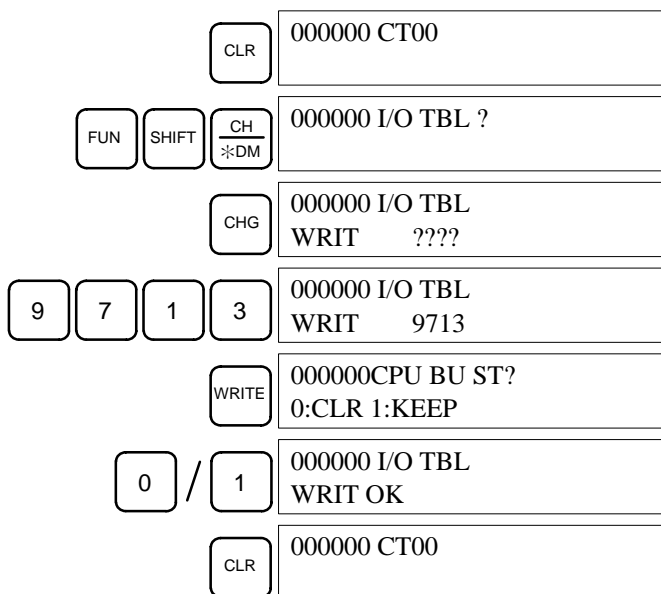 CLR
000000 CT00
FUN SHIFT CH
✻DM
000000 I/O TBL ?
CHG
000000 I/O TBL
WRIT ????
9 7 1 3
000000 I/O TBL
WRIT 9713
WRITE
000000CPU BU ST?
0:CLR 1:KEEP
0 / 1
000000 I/O TBL
WRIT OK
CLR
000000 CT00